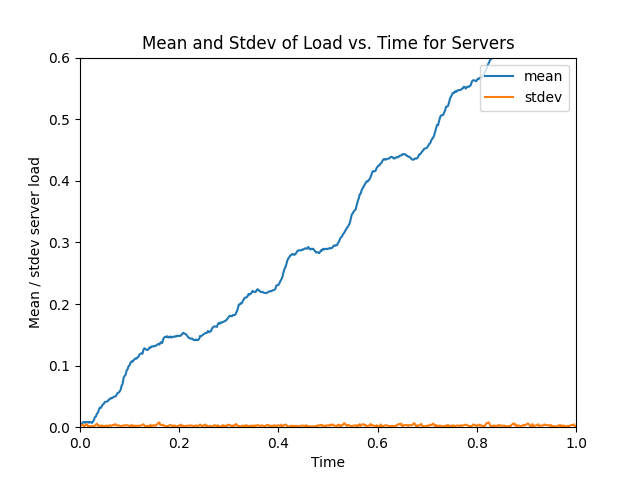 Mean and Stdev of Load vs. Time for Servers
mean
stdev
Mean / stdev server load
0.6
0.5
0.4
0.3
0.2
0.1
0.0
0.0 0.2 0.4 0.6 0.8 1.0
Time